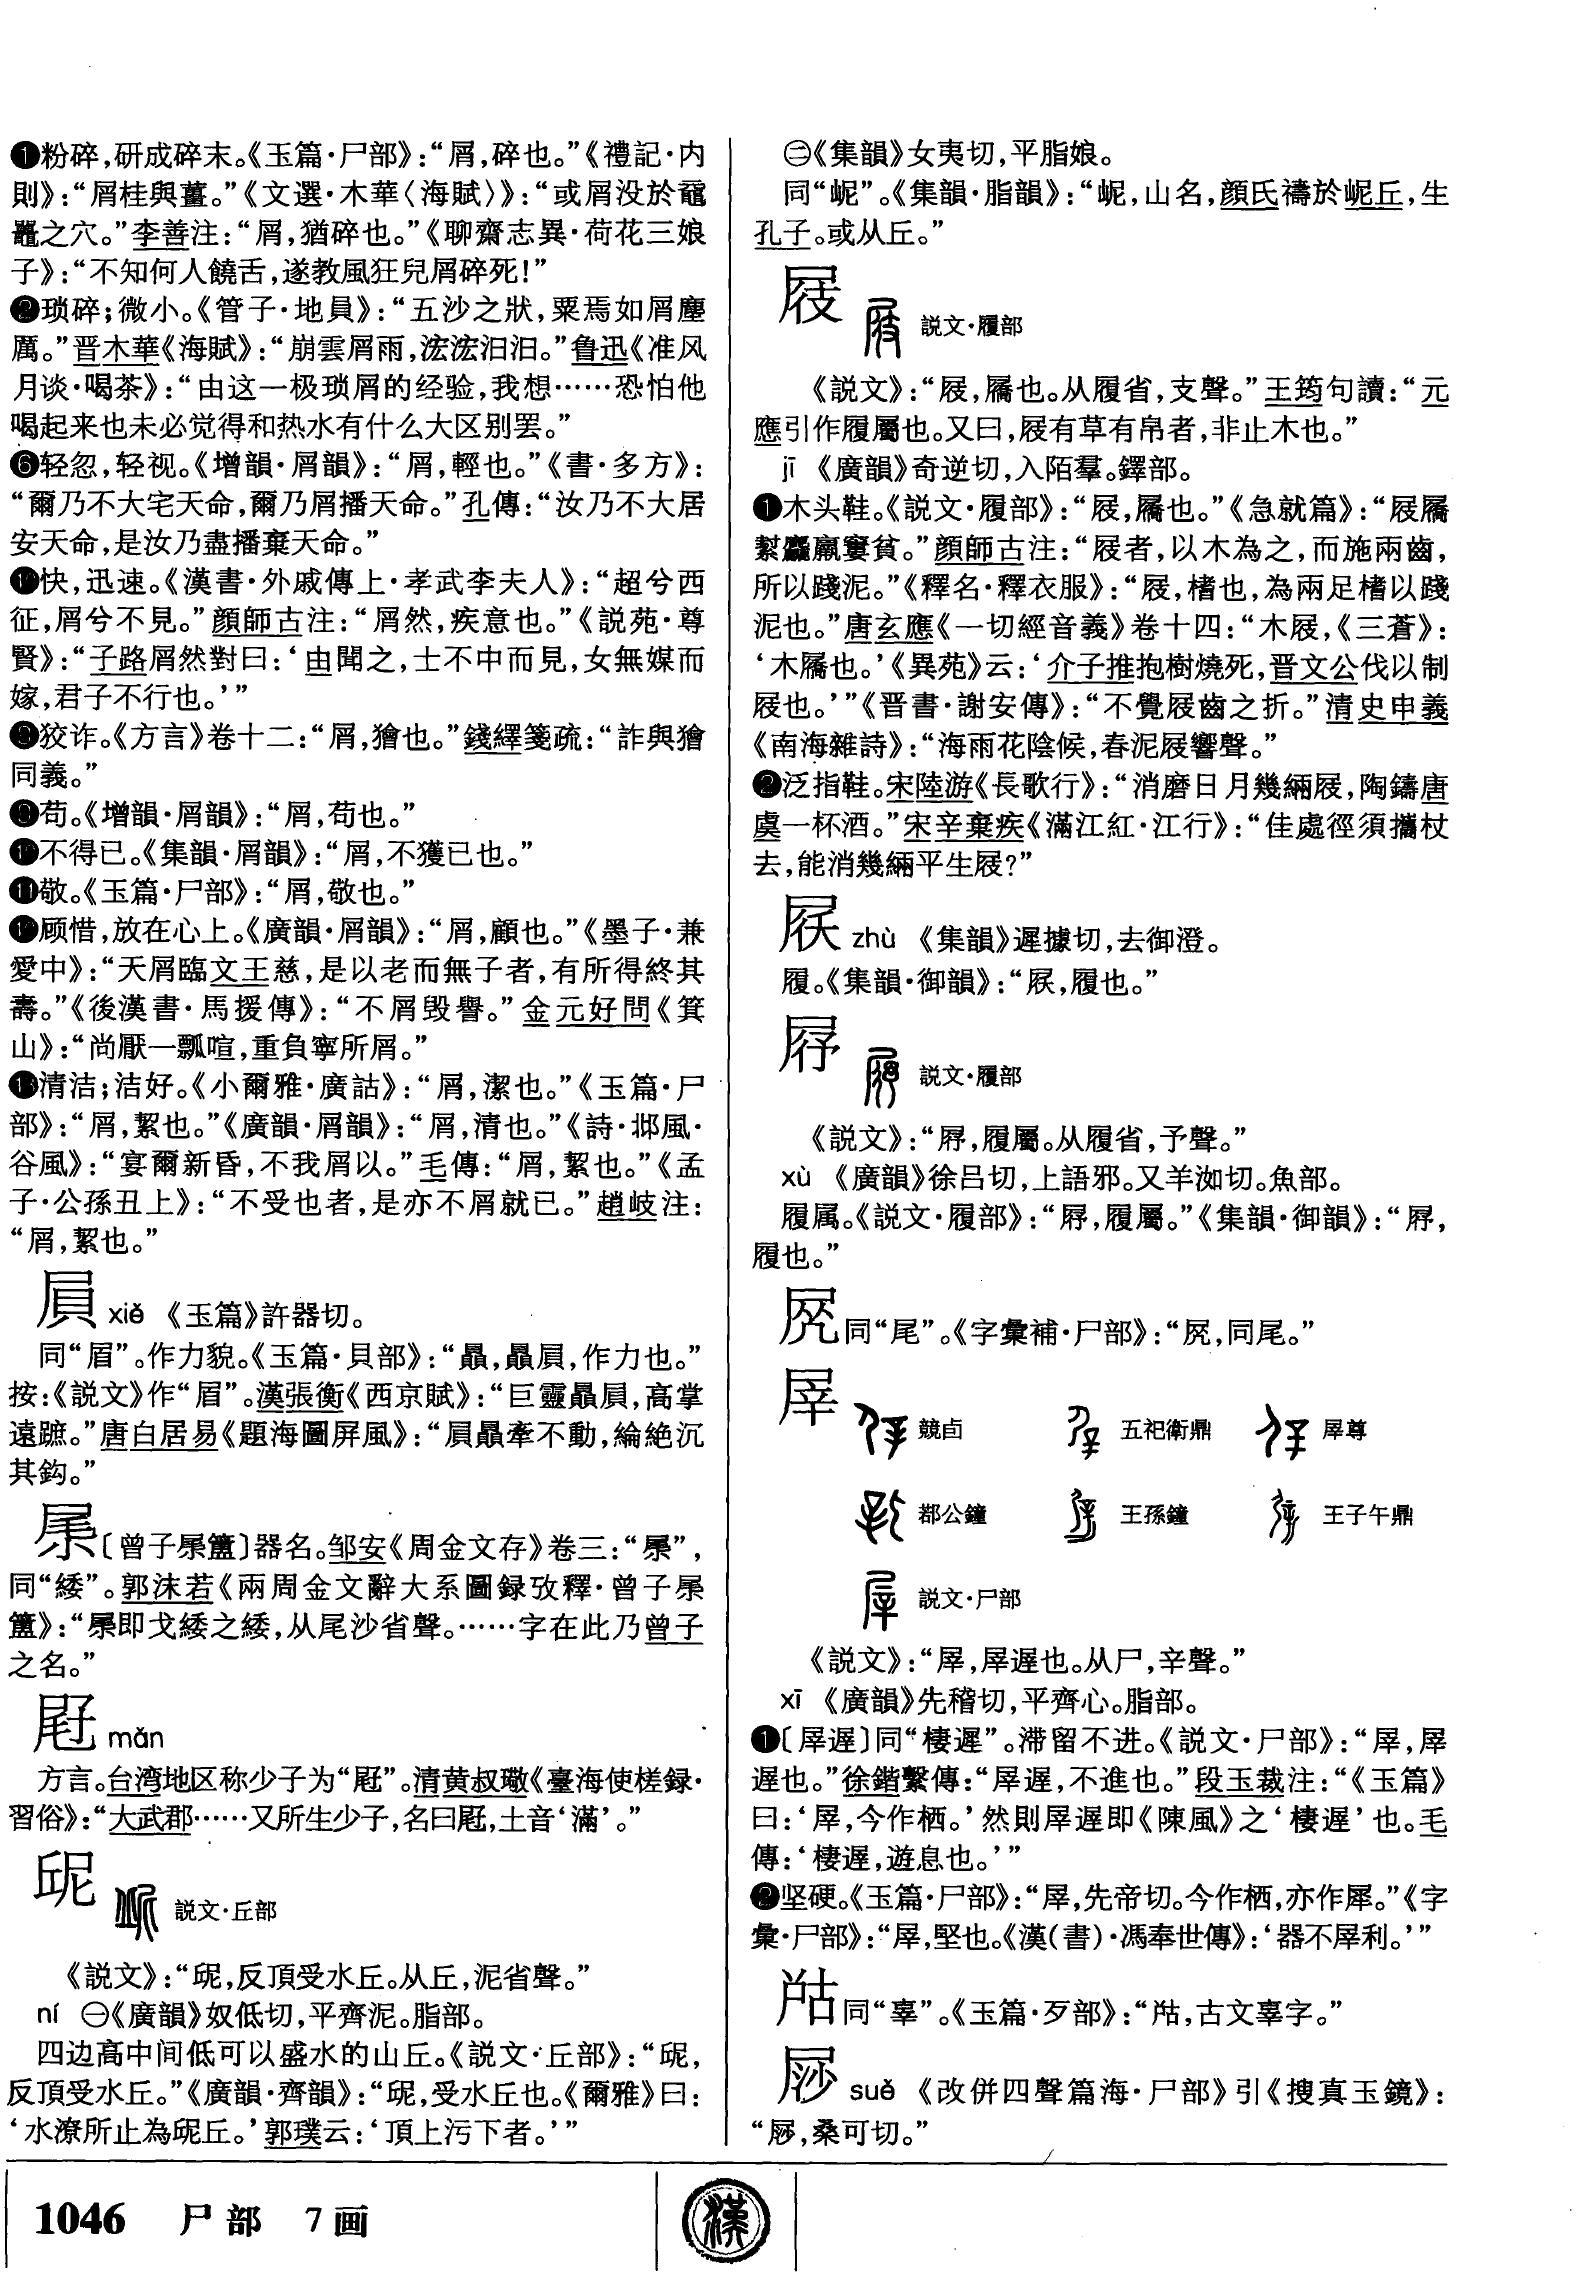 ❶粉碎，研成碎末。《玉篇·尸部》：“屑，碎也。”《禮記·内
則》：“屑桂與薑。”《文選·木華〈海賦〉》：“或屑没於黿
鼉之穴。”李善注：“屑，猶碎也。”《聊齋志異·荷花三娘
子》：“不知何人饒舌，遂教風狂兒屑碎死！”
❷琐碎；微小。《管子·地員》：“五沙之狀，粟焉如屑塵
厲。”晋木華《海賦》：“崩雲屑雨，浤浤汩汩。”鲁迅《准风
月谈·喝茶》：“由这一极琐屑的经验，我想……恐怕他
喝起来也未必觉得和热水有什么大区别罢。”
❻轻忽，轻视。《增韻·屑韻》：“屑，輕也。”《書·多方》：
“爾乃不大宅天命，爾乃屑播天命。”孔傳：“汝乃不大居
安天命，是汝乃盡播棄天命。”
快，迅速。《漢書·外戚傳上·孝武李夫人》：“超兮西
征，屑兮不見。”顔師古注：“屑然，疾意也。”《説苑·尊
賢》：“子路屑然對曰：‘由聞之，士不中而見，女無媒而
嫁，君子不行也。’”
狡诈。《方言》卷十二：“屑，獪也。”錢繹箋疏：“詐與獪
同義。”
❾苟。《增韻·屑韻》：“屑，苟也。”
不得已。《集韻·屑韻》：“屑，不獲已也。”
⓫敬。《玉篇·尸部》：“屑，敬也。”
顾惜，放在心上。《廣韻·屑韻》：“屑，顧也。”《墨子·兼
愛中》：“天屑臨文王慈，是以老而無子者，有所得終其
壽。”《後漢書·馬援傳》：“不屑毁譽。”金元好問《箕
山》：“尚厭一瓢喧，重負寧所屑。”
⓭清洁；洁好。《小爾雅·廣詁》：“屑，潔也。”《玉篇·尸
部》：“屑，絜也。”《廣韻·屑韻》：“屑，清也。”《詩·邶風·
谷風》：“宴爾新昏，不我屑以。”毛傳：“屑，絜也。”《孟
子·公孫丑上》：“不受也者，是亦不屑就已。”趙岐注：
“屑，絜也。”
屓 xiě 《玉篇》許器切。
同“㞒”。作力貌。《玉篇·貝部》：“贔，贔屓，作力也。”
按：《説文》作“㞒”。漢張衡《西京賦》：“巨靈贔屓，高掌
遠蹠。”唐白居易《題海圖屏風》：“屓贔牽不動，綸絶沉
其鈎。”
〔曾子簠〕器名。邹安《周金文存》卷三：“”，
同“緌”。郭沫若《兩周金文辭大系圖録攷釋·曾子
簠》：“即戈緌之緌，从尾沙省聲。……字在此乃曾子
之名。”
mǎn
方言。台湾地区称少子为“”。清黄叔璥《臺海使槎録·
習俗》：“大武郡……又所生少子，名曰，土音‘滿’。”
屔 説文·丘部
《説文》：“屔，反頂受水丘。从丘，泥省聲。”
ní ㊀《廣韻》奴低切，平齊泥。脂部。
四边高中间低可以盛水的山丘。《説文·丘部》：“屔，
反頂受水丘。”《廣韻·齊韻》：“屔，受水丘也。《爾雅》曰：
‘水潦所止為屔丘。’郭璞云：‘頂上污下者。’”
㊁《集韻》女夷切，平脂娘。
同“岮”。《集韻·脂韻》：“，山名，顔氏禱於丘，生
孔子。或从丘。”
屐 説文·履部
《説文》：“屐，屩也。从履省，支聲。”王筠句讀：“元
應引作履屬也。又曰，屐有草有帛者，非止木也。”
jī 《廣韻》奇逆切，入陌羣。鐸部。
❶木头鞋。《説文·履部》：“屐，屩也。”《急就篇》：“屐屩
絜麤羸窶貧。”顔師古注：“屐者，以木為之，而施兩齒，
所以踐泥。”《釋名·釋衣服》：“屐，榰也，為兩足榰以踐
泥也。”唐玄應《一切經音義》卷十四：“木屐，《三蒼》：
‘木屩也。’《異苑》云：‘介子推抱樹燒死，晋文公伐以制
屐也。’”《晋書·謝安傳》：“不覺屐齒之折。”清史申義
《南海雜詩》：“海雨花陰候，春泥屐響聲。”
❷泛指鞋。宋陸游《長歌行》：“消磨日月幾緉屐，陶鑄唐
虞一杯酒。”宋辛棄疾《滿江紅·江行》：“佳處徑須攜杖
去，能消幾緉平生屐？”
zhù 《集韻》遲據切，去御澄。
履。《集韻·御韻》：“，履也。”
説文·履部
《説文》：“，履屬。从履省，予聲。”
xù 《廣韻》徐吕切，上語邪。又羊洳切。魚部。
履属。《説文·履部》：“，履屬。”《集韻·御韻》：“，
履也。”
同“尾”。《字彙補·尸部》：“，同尾。”
屖 競卣 五祀衛鼎 屖尊
鄀公鐘 王孫鐘 王子午鼎
説文·尸部
《説文》：“屖，屖遟也。从尸，辛聲。”
xī 《廣韻》先稽切，平齊心。脂部。
❶〔屖遟〕同“棲遲”。滞留不进。《説文·尸部》：“屖，屖
遟也。”徐鍇繫傳：“屖遟，不進也。”段玉裁注：“《玉篇》
曰：‘屖，今作栖。’然則屖遟即《陳風》之‘棲遲’也。毛
傳：‘棲遲，遊息也。’”
❷坚硬。《玉篇·尸部》：“屖，先帝切。今作栖，亦作犀。”《字
彙·尸部》：“屖，堅也。《漢(書)·馮奉世傳》：‘器不屖利。’”
同“辜”。《玉篇·歹部》：“，古文辜字。”
suě 《改併四聲篇海·尸部》引《搜真玉鏡》：
“，桑可切。”
1046 尸部 7画
漢